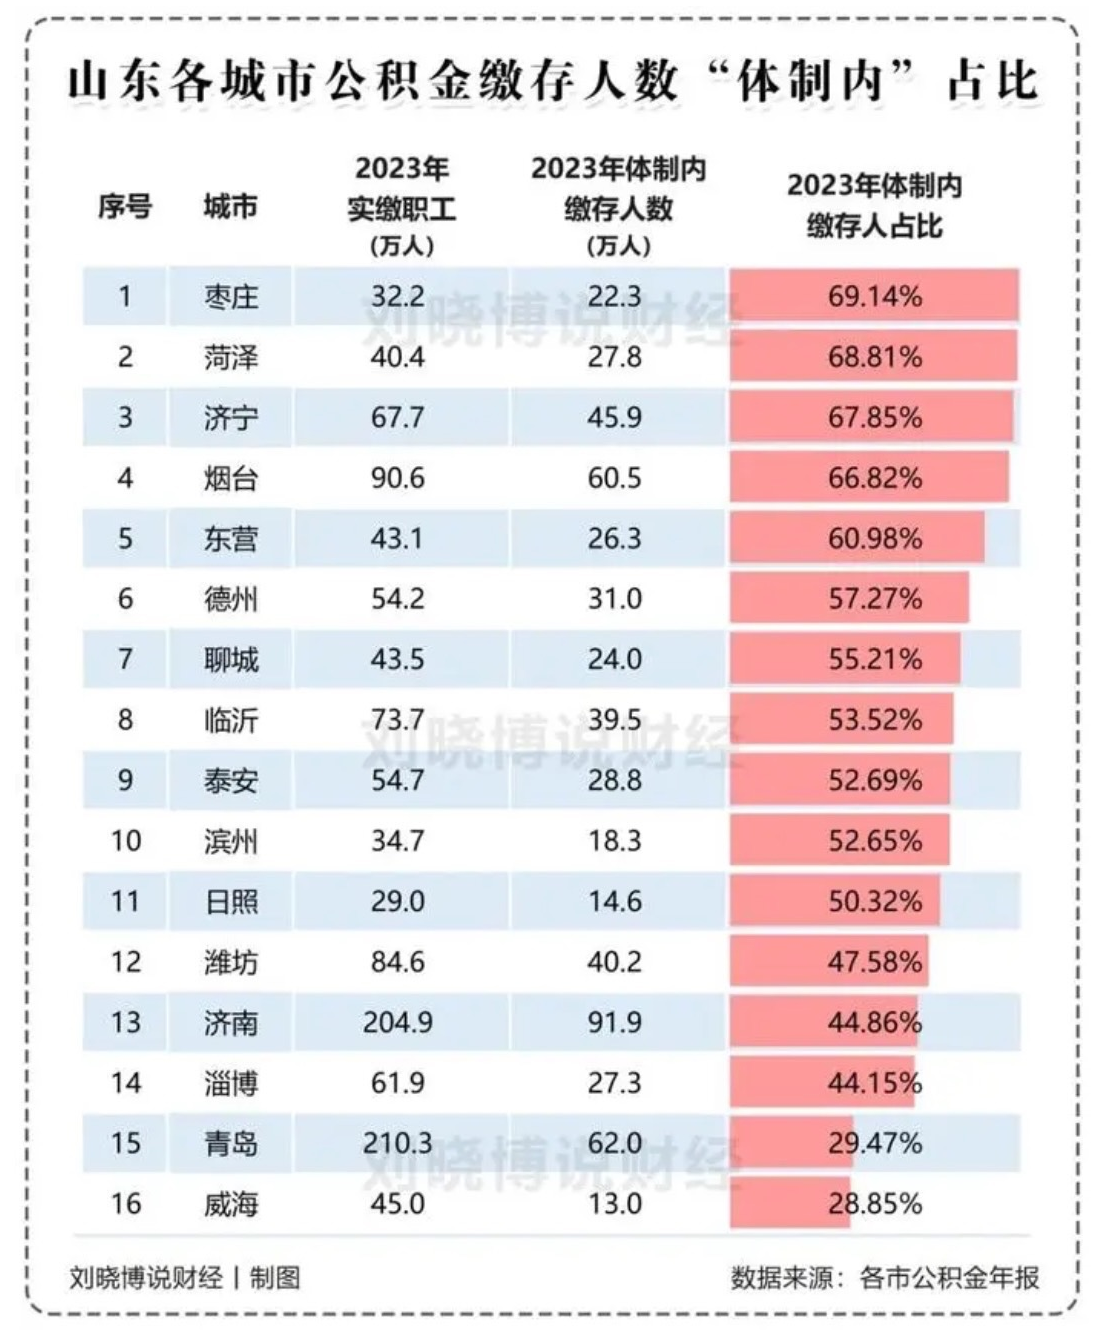 山东各城市公积金缴存人数“体制内”占比
序号 城市 2023年实缴职工(万人) 2023年体制内缴存人数(万人) 2023年体制内缴存人占比
1 枣庄 32.2 22.3 69.14%
2 菏泽 40.4 27.8 68.81%
3 济宁 67.7 45.9 67.85%
4 烟台 90.6 60.5 66.82%
5 东营 43.1 26.3 60.98%
6 德州 54.2 31.0 57.27%
7 聊城 43.5 24.0 55.21%
8 临沂 73.7 39.5 53.52%
9 泰安 54.7 28.8 52.69%
10 滨州 34.7 18.3 52.65%
11 日照 29.0 14.6 50.32%
12 潍坊 84.6 40.2 47.58%
13 济南 204.9 91.9 44.86%
14 淄博 61.9 27.3 44.15%
15 青岛 210.3 62.0 29.47%
16 威海 45.0 13.0 28.85%
刘晓博说财经
刘晓博说财经
刘晓博说财经
刘晓博说财经丨制图 数据来源：各市公积金年报